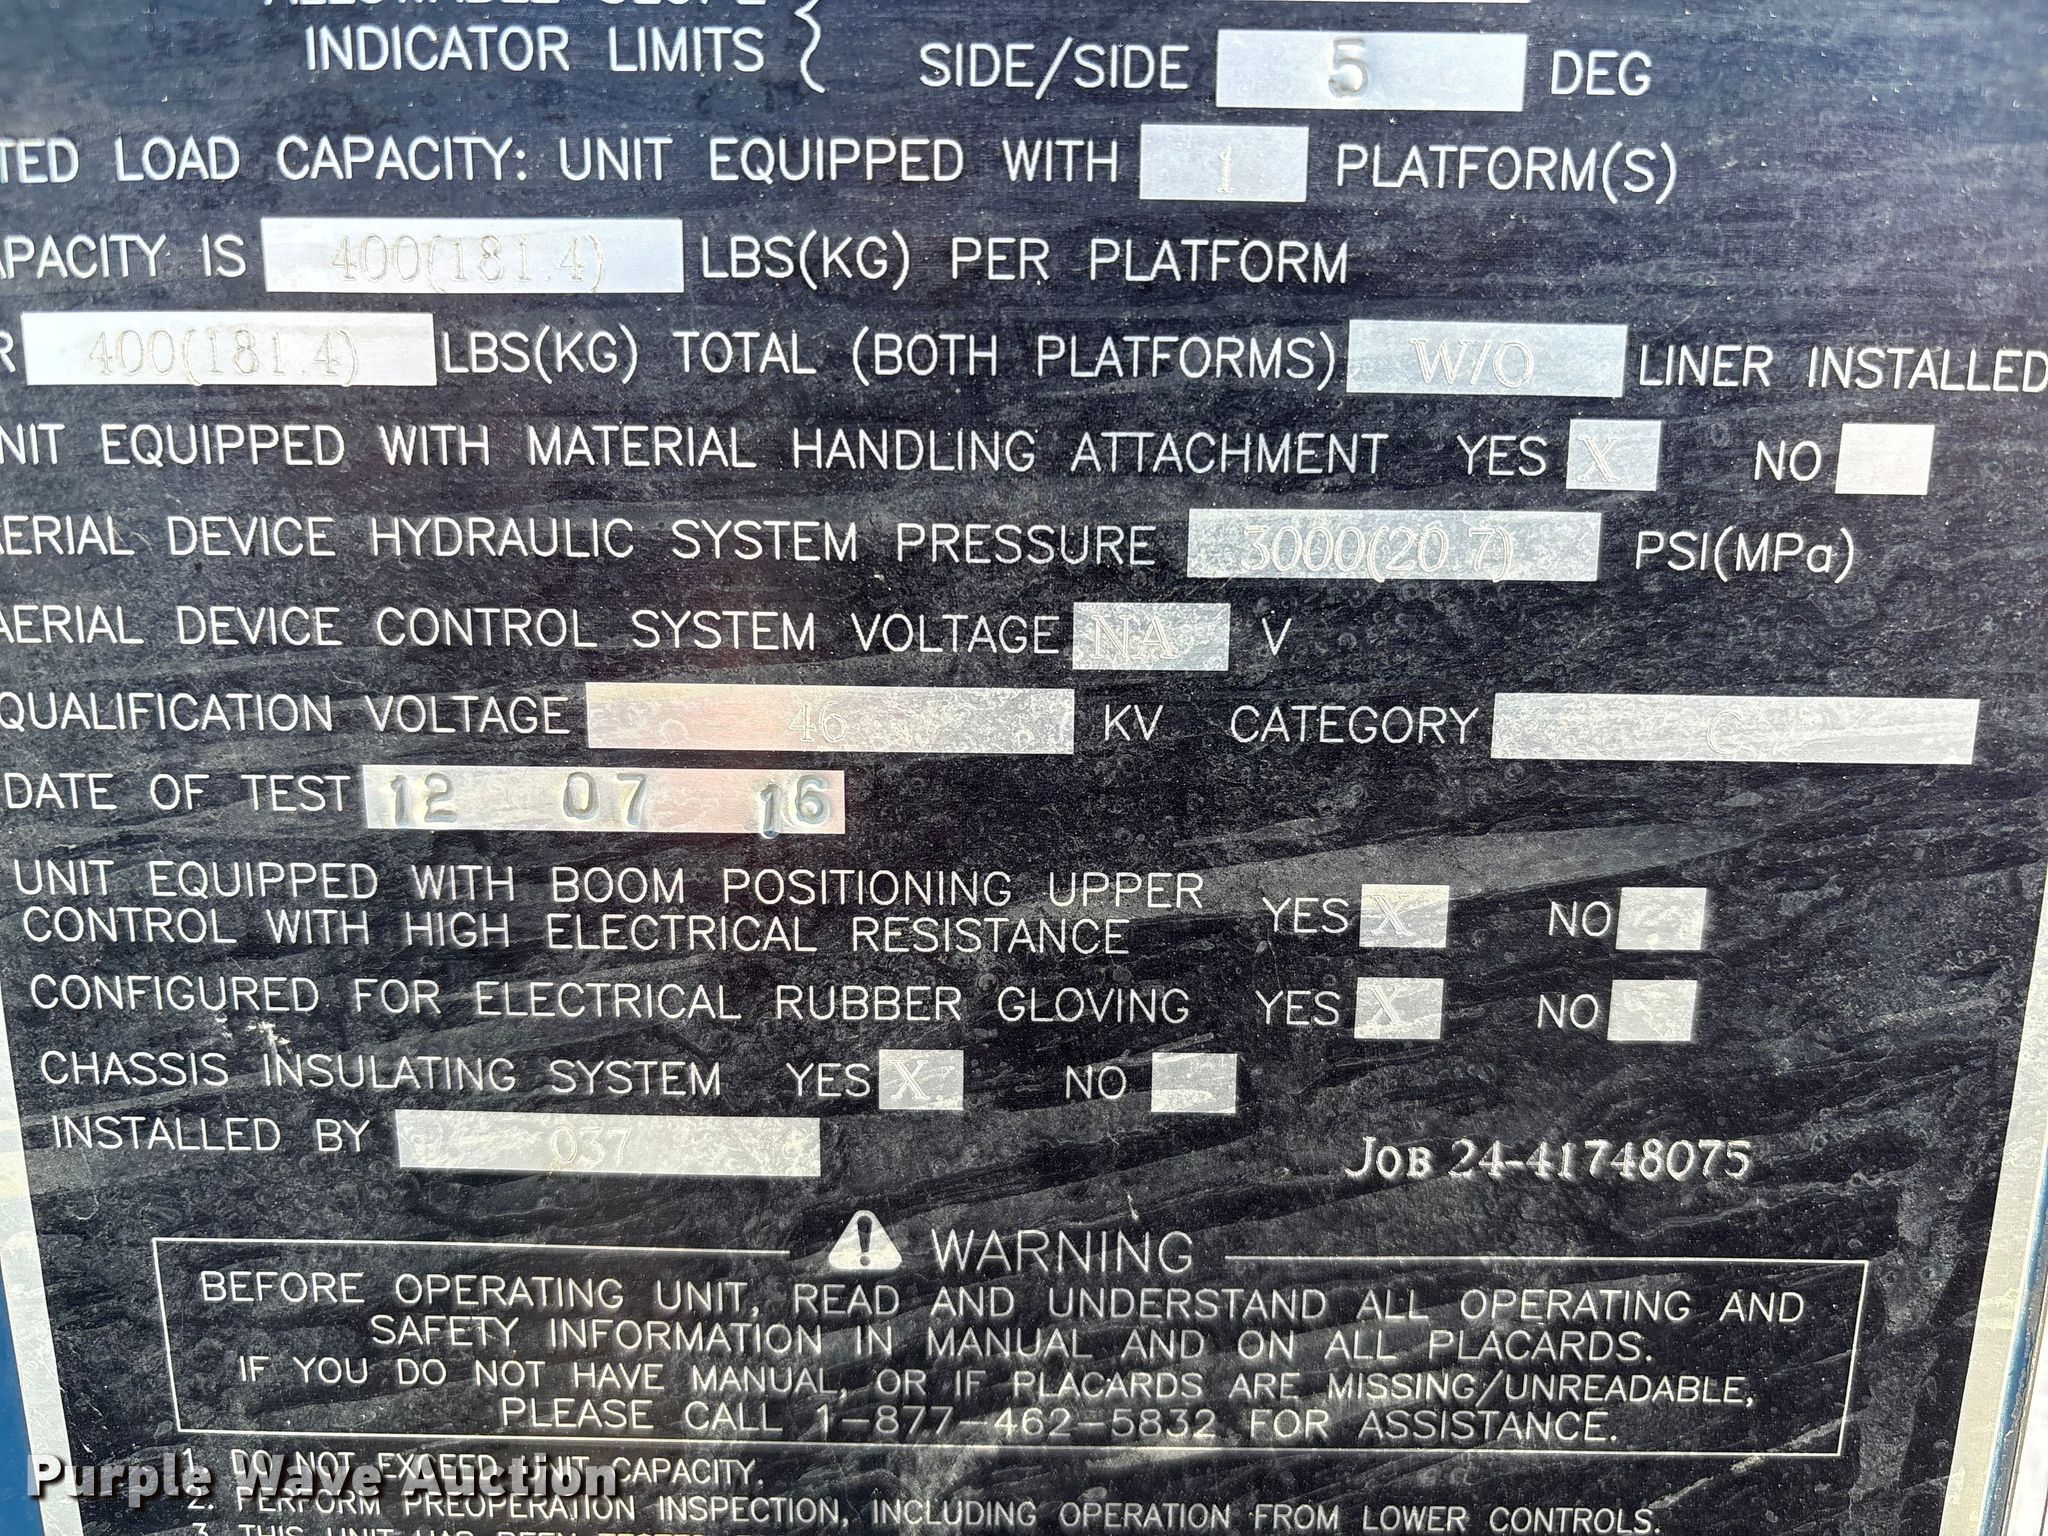 INDICATOR LIMITS
SIDE/SIDE 5 DEG
TED LOAD CAPACITY: UNIT EQUIPPED WITH 1 PLATFORM(S)
APACITY IS 400(181.4) LBS(KG) PER PLATFORM
R 400(181.4) LBS(KG) TOTAL (BOTH PLATFORMS) W/O LINER INSTALLED
NIT EQUIPPED WITH MATERIAL HANDLING ATTACHMENT YES X NO
AERIAL DEVICE HYDRAULIC SYSTEM PRESSURE 3000(20.7) PSI(MPa)
AERIAL DEVICE CONTROL SYSTEM VOLTAGE NA V
QUALIFICATION VOLTAGE 46 KV CATEGORY C
DATE OF TEST 12 07 16
UNIT EQUIPPED WITH BOOM POSITIONING UPPER
CONTROL WITH HIGH ELECTRICAL RESISTANCE YES X NO
CONFIGURED FOR ELECTRICAL RUBBER GLOVING YES X NO
CHASSIS INSULATING SYSTEM YES X NO
INSTALLED BY 037
JOB 24-41748075
WARNING
BEFORE OPERATING UNIT, READ AND UNDERSTAND ALL OPERATING AND
SAFETY INFORMATION IN MANUAL AND ON ALL PLACARDS.
IF YOU DO NOT HAVE MANUAL, OR IF PLACARDS ARE MISSING/UNREADABLE,
PLEASE CALL 1-877-462-5832 FOR ASSISTANCE.
1. DO NOT EXCEED UNIT CAPACITY.
Purple Wave Auction
2. PERFORM PREOPERATION INSPECTION, INCLUDING OPERATION FROM LOWER CONTROLS.